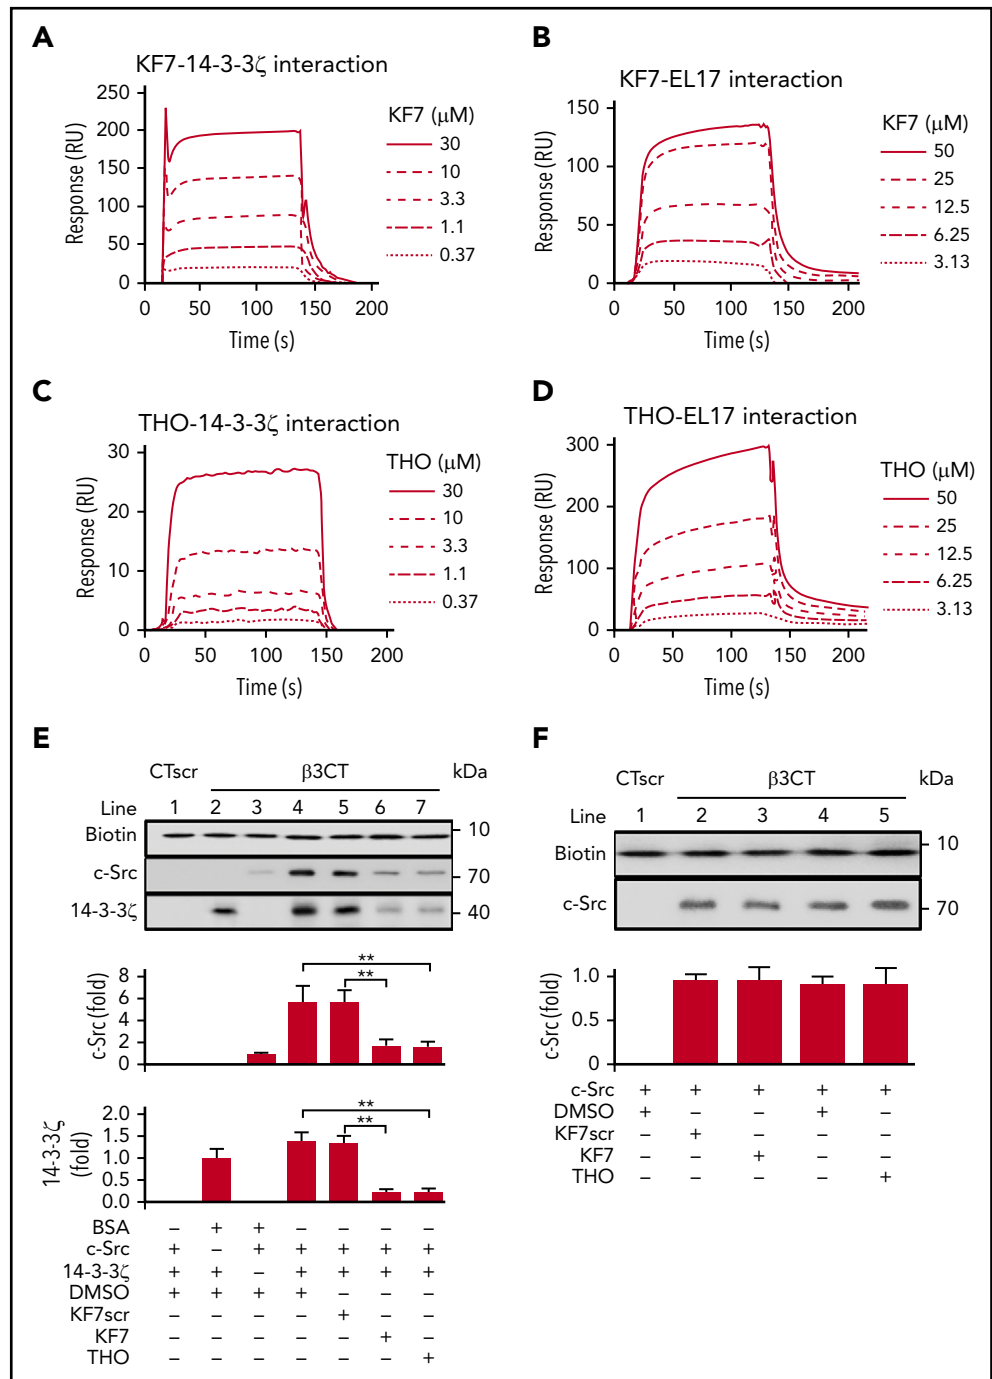 A
KF7-14-3-3ζ interaction
Response (RU)
250
200
150
100
50
0
0 50 100 150 200
Time (s)
KF7 (μM)
30
10
3.3
1.1
0.37
B
KF7-EL17 interaction
Response (RU)
150
100
50
0
0 50 100 150 200
Time (s)
KF7 (μM)
50
25
12.5
6.25
3.13
C
THO-14-3-3ζ interaction
Response (RU)
30
20
10
0
0 50 100 150 200
Time (s)
THO (μM)
30
10
3.3
1.1
0.37
D
THO-EL17 interaction
Response (RU)
300
200
100
0
0 50 100 150 200
Time (s)
THO (μM)
50
25
12.5
6.25
3.13
E
CTscr β3CT kDa
Line 1 2 3 4 5 6 7
Biotin 10
c-Src 70
14-3-3ζ 40
c-Src (fold)
8
6
4
2
0
**
**
14-3-3ζ
(fold)
2.0
1.5
1.0
0.5
0.0
**
**
BSA – + + – – – –
c-Src + – + + + + +
14-3-3ζ + + – + + + +
DMSO + + + + – – –
KF7scr – – – – + – –
KF7 – – – – – + –
THO – – – – – – +
F
CTscr β3CT kDa
Line 1 2 3 4 5
Biotin 10
c-Src 70
c-Src (fold)
1.0
0.5
0
c-Src + + + + +
DMSO + – – + –
KF7scr – + – – –
KF7 – – + – –
THO – – – – +